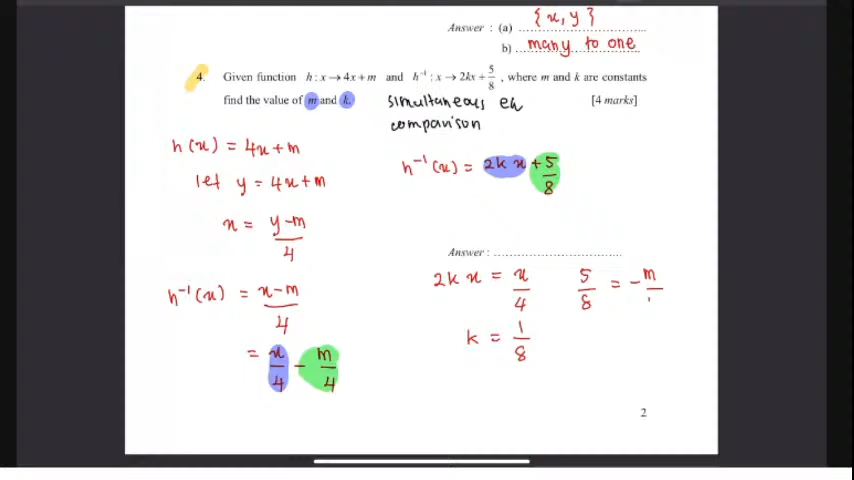 Answer : (a) {x, y}
b) many to one
4. Given function h : x → 4x + m and h⁻¹ : x → 2kx + 5/8 , where m and k are constants
find the value of m and k. [4 marks]
simultaneous eq
comparison
h(x) = 4x + m
let y = 4x + m
x = (y – m)/4
h⁻¹(x) = (x – m)/4
= x/4 – m/4
h⁻¹(x) = 2k x + 5/8
Answer : ........................................
2k x = x/4
k = 1/8
5/8 = – m/
2